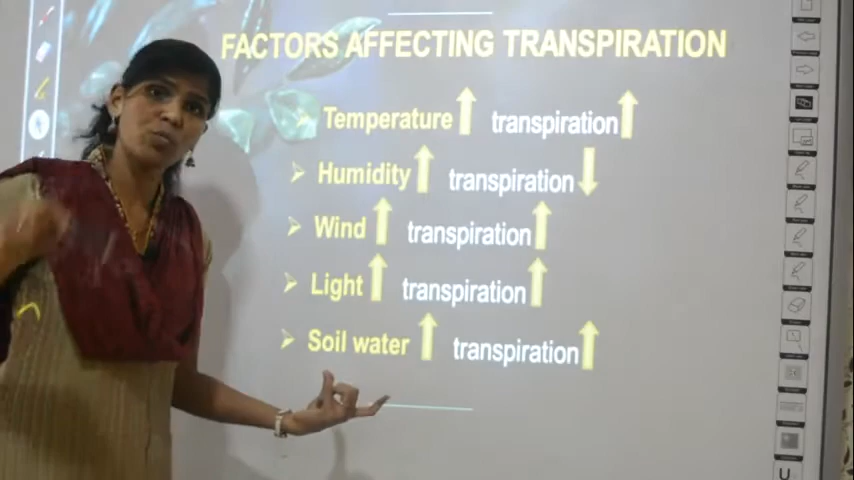 FACTORS AFFECTING TRANSPIRATION
Temperature transpiration
Humidity transpiration
Wind transpiration
Light transpiration
Soil water transpiration